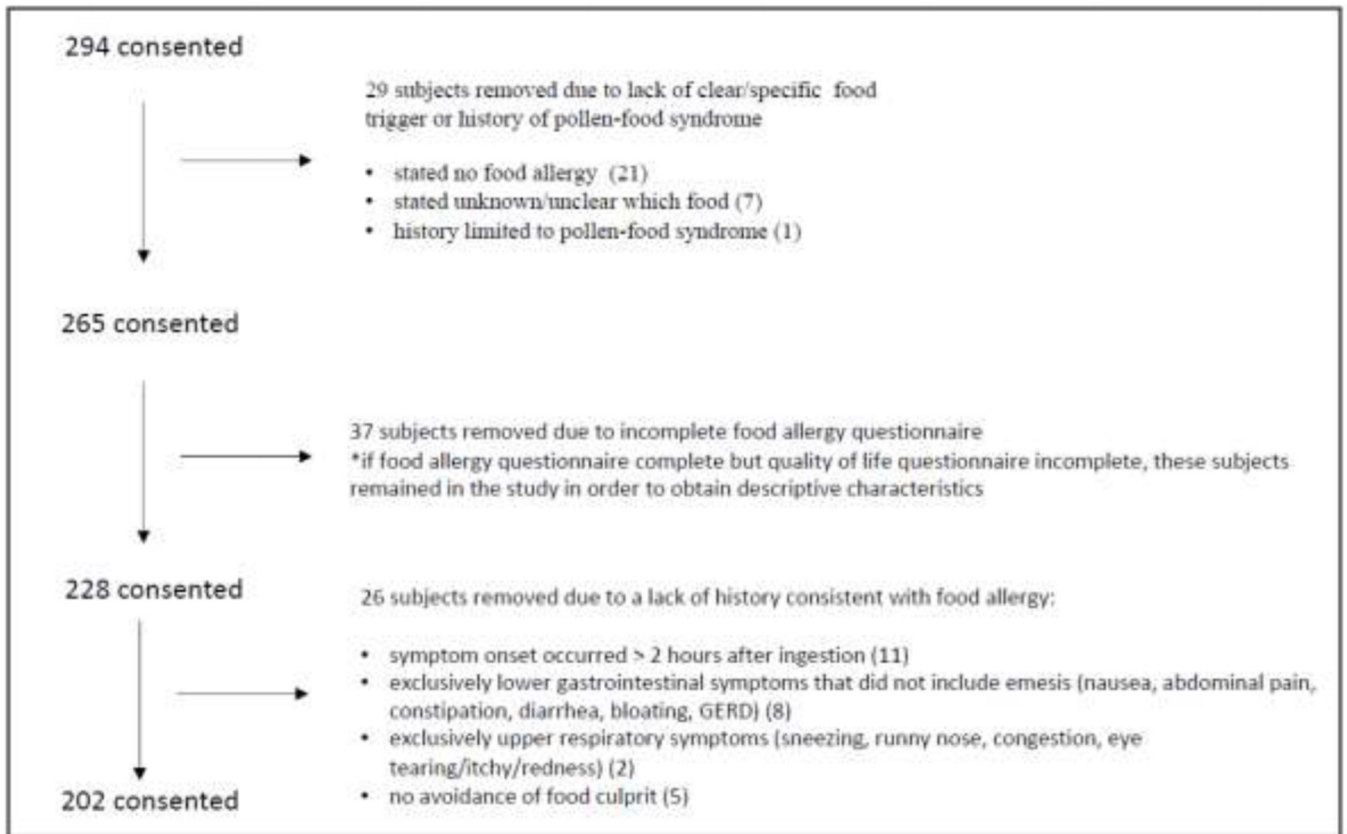 294 consented
29 subjects removed due to lack of clear/specific food
trigger or history of pollen-food syndrome
• stated no food allergy (21)
• stated unknown/unclear which food (7)
• history limited to pollen-food syndrome (1)
265 consented
37 subjects removed due to incomplete food allergy questionnaire
*if food allergy questionnaire complete but quality of life questionnaire incomplete, these subjects
remained in the study in order to obtain descriptive characteristics
228 consented
26 subjects removed due to a lack of history consistent with food allergy:
• symptom onset occurred > 2 hours after ingestion (11)
• exclusively lower gastrointestinal symptoms that did not include emesis (nausea, abdominal pain,
constipation, diarrhea, bloating, GERD) (8)
• exclusively upper respiratory symptoms (sneezing, runny nose, congestion, eye
tearing/itchy/redness) (2)
• no avoidance of food culprit (5)
202 consented